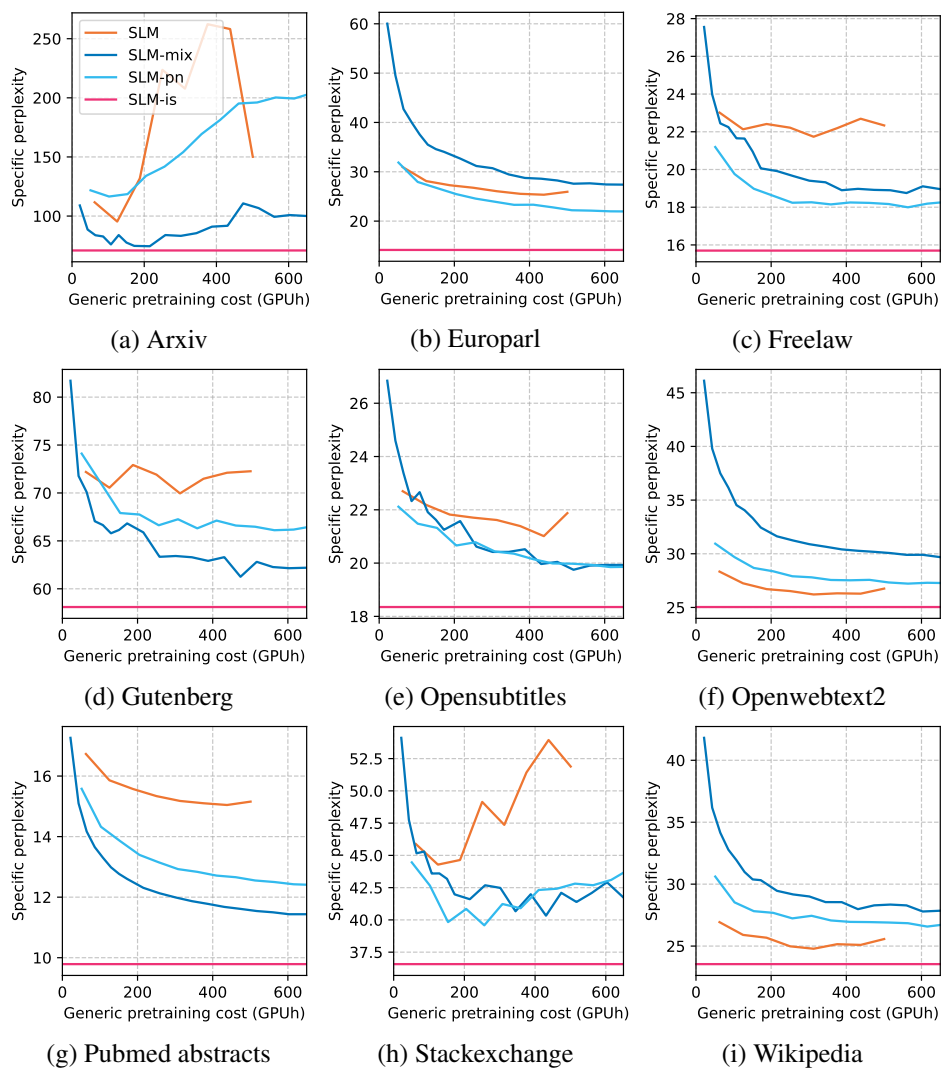 SLM
SLM-mix
SLM-pn
SLM-is
Specific perplexity
250
200
150
100
0 200 400 600
Generic pretraining cost (GPUh)
(a) Arxiv
Specific perplexity
60
50
40
30
20
0 200 400 600
Generic pretraining cost (GPUh)
(b) Europarl
Specific perplexity
28
26
24
22
20
18
16
0 200 400 600
Generic pretraining cost (GPUh)
(c) Freelaw
Specific perplexity
80
75
70
65
60
0 200 400 600
Generic pretraining cost (GPUh)
(d) Gutenberg
Specific perplexity
26
24
22
20
18
0 200 400 600
Generic pretraining cost (GPUh)
(e) Opensubtitles
Specific perplexity
45
40
35
30
25
0 200 400 600
Generic pretraining cost (GPUh)
(f) Openwebtext2
Specific perplexity
16
14
12
10
0 200 400 600
Generic pretraining cost (GPUh)
(g) Pubmed abstracts
Specific perplexity
52.5
50.0
47.5
45.0
42.5
40.0
37.5
0 200 400 600
Generic pretraining cost (GPUh)
(h) Stackexchange
Specific perplexity
40
35
30
25
0 200 400 600
Generic pretraining cost (GPUh)
(i) Wikipedia